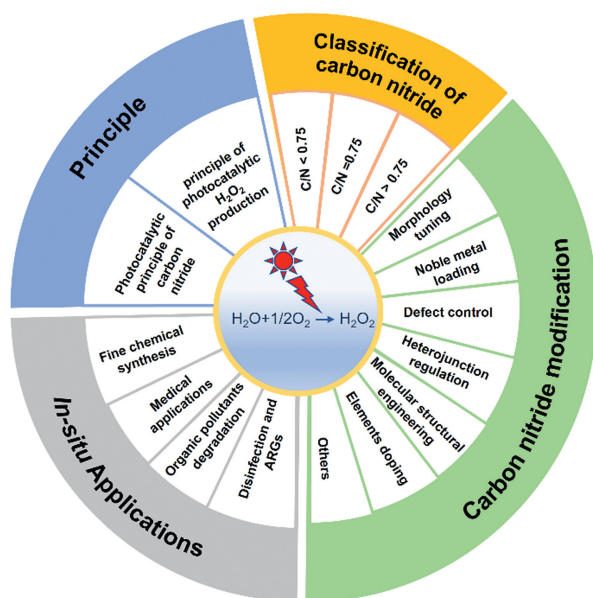 Principle
principle of
photocatalytic
H₂O₂
production
Photocatalytic
principle of
carbon
nitride
Classification of
carbon nitride
C/N < 0.75
C/N =0.75
C/N > 0.75
Carbon nitride modification
Morphology
tuning
Noble metal
loading
Defect control
Heterojunction
regulation
Molecular structural
engineering
Elements doping
Others
In-situ Applications
Fine chemical
synthesis
Medical
applications
Organic pollutants
degradation
Disinfection and
ARGs
H₂O+1/2O₂ → H₂O₂